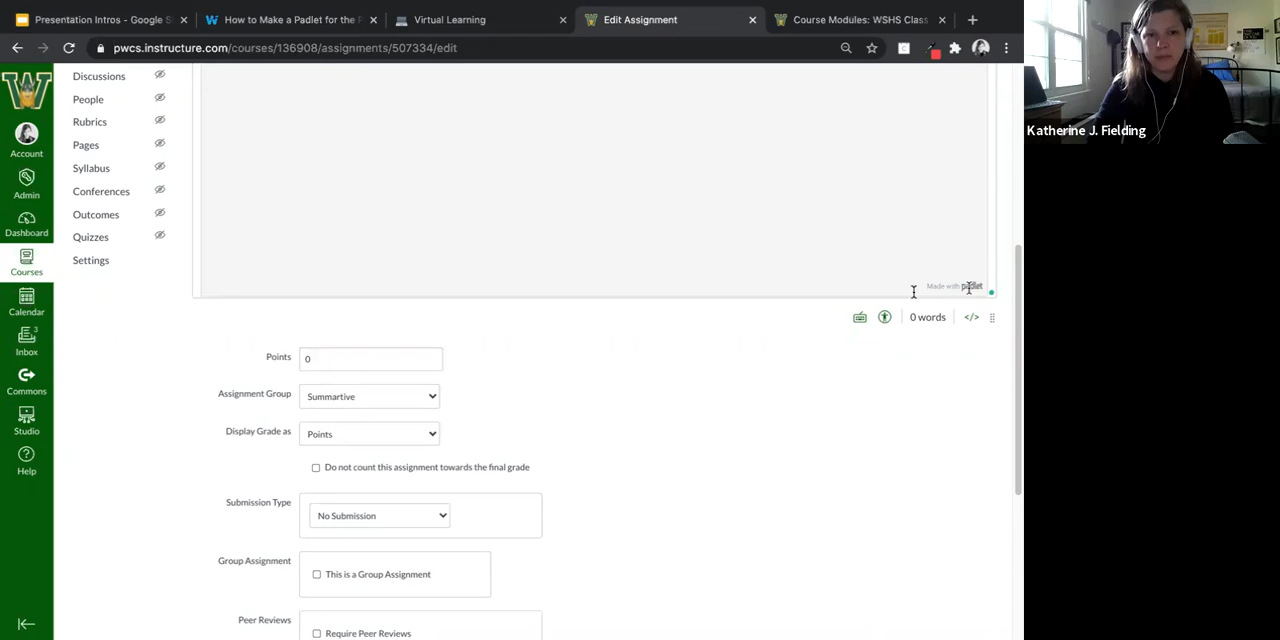 Presentation Intros - Google S
How to Make a Padlet for the P
Virtual Learning
Edit Assignment
Course Modules: WSHS Class
pwcs.instructure.com/courses/136908/assignments/507334/edit
W
Account
Admin
Dashboard
Courses
Calendar
3
Inbox
Commons
Studio
Help
Discussions
People
Rubrics
Pages
Syllabus
Conferences
Outcomes
Quizzes
Settings
Made with padlet
0 words
</>
Points
0
Assignment Group
Summartive
Display Grade as
Points
Do not count this assignment towards the final grade
Submission Type
No Submission
Group Assignment
This is a Group Assignment
Peer Reviews
Require Peer Reviews
Katherine J. Fielding